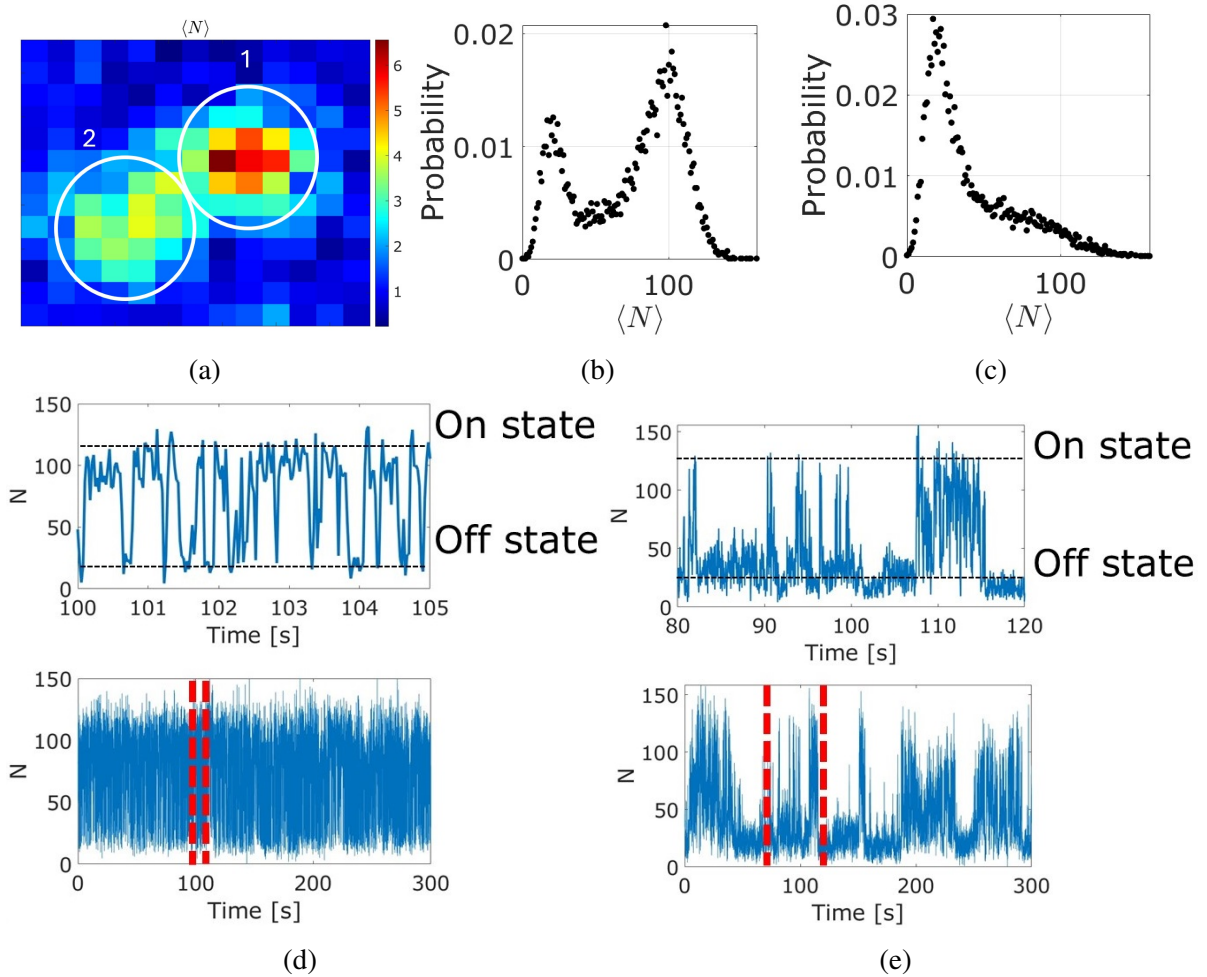 ⟨N⟩
1
2
6
5
4
3
2
1
(a)
Probability
0.02
0.01
0
0
100
⟨N⟩
(b)
Probability
0.03
0.02
0.01
0
0
100
⟨N⟩
(c)
150
100
50
0
N
100
101
102
103
104
105
Time [s]
On state
Off state
150
100
50
0
N
80
90
100
110
120
Time [s]
On state
Off state
150
100
50
0
N
0
100
200
300
Time [s]
(d)
150
100
50
0
N
0
100
200
300
Time [s]
(e)